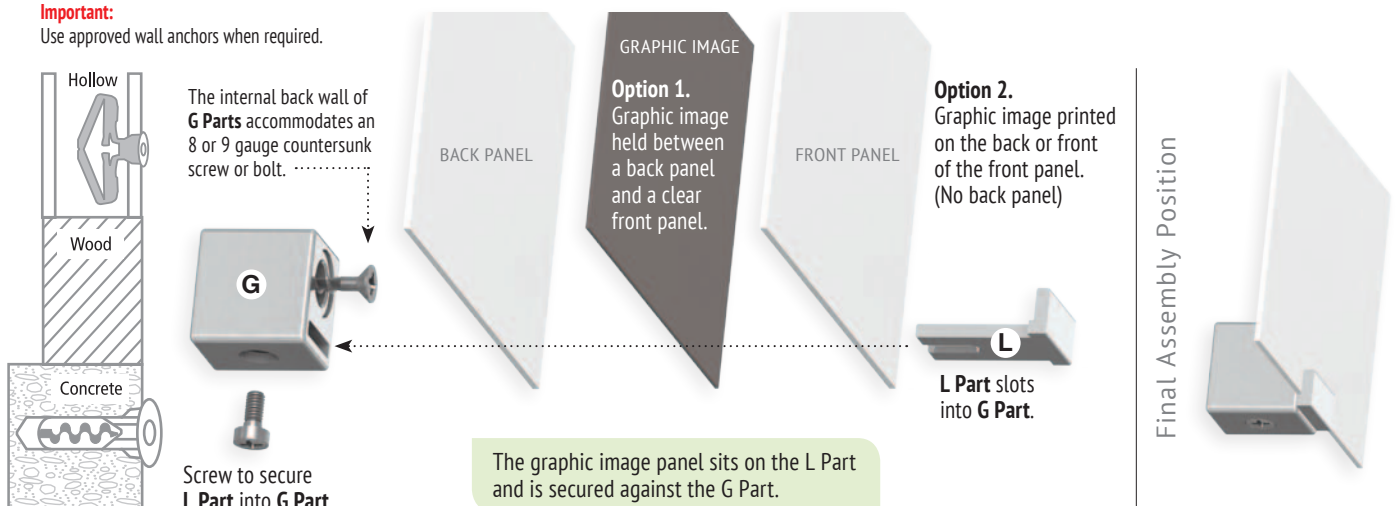 Important:
Use approved wall anchors when required.
Hollow
Wood
Concrete
The internal back wall of
G Parts accommodates an
8 or 9 gauge countersunk
screw or bolt.
G
Screw to secure
L Part into G Part
BACK PANEL
GRAPHIC IMAGE
Option 1.
Graphic image
held between
a back panel
and a clear
front panel.
FRONT PANEL
Option 2.
Graphic image printed
on the back or front
of the front panel.
(No back panel)
L
L Part slots
into G Part.
The graphic image panel sits on the L Part
and is secured against the G Part.
Final Assembly Position